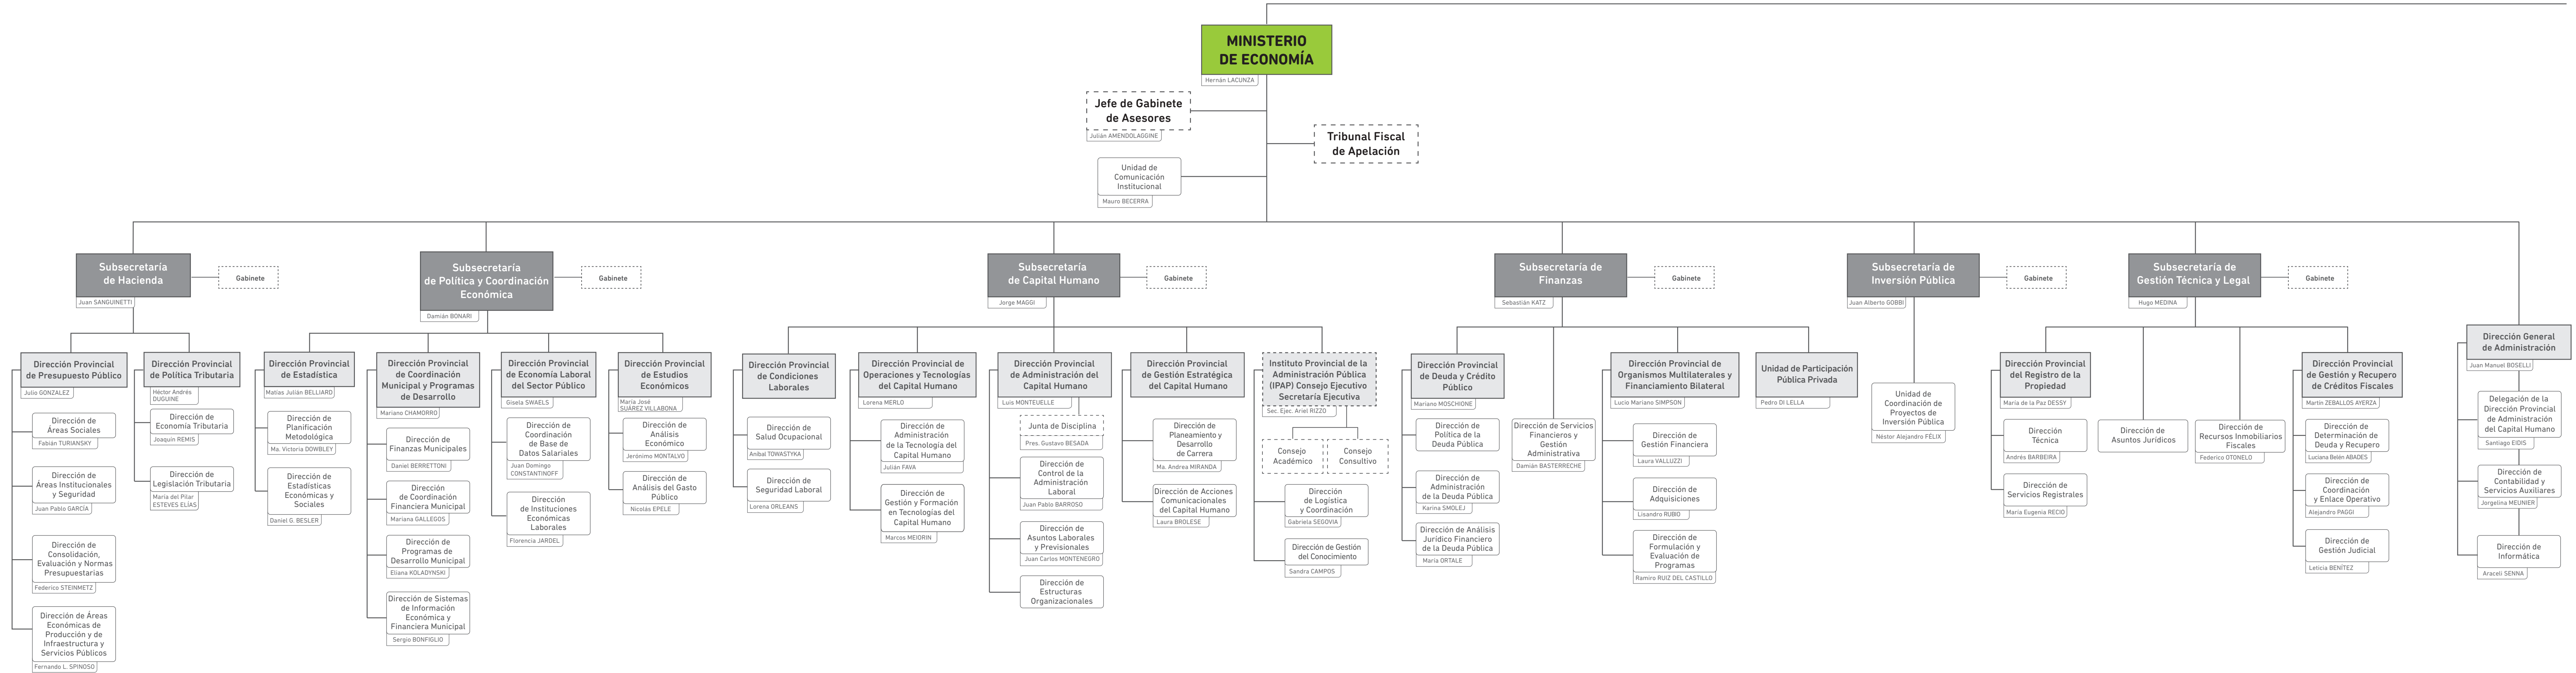 MINISTERIO
DE ECONOMÍA
Hernán LACUNZA
Jefe de Gabinete
de Asesores
Julián AMENDOLAGGINE
Tribunal Fiscal
de Apelación
Unidad de
Comunicación
Institucional
Mauro BECERRA
Subsecretaría
de Hacienda
Juan SANGUINETTI
Gabinete
Subsecretaría
de Política y Coordinación
Económica
Damián BONARI
Gabinete
Subsecretaría
de Capital Humano
Jorge MAGGI
Gabinete
Subsecretaría de
Finanzas
Sebastián KATZ
Gabinete
Subsecretaría de
Inversión Pública
Juan Alberto GOBBI
Gabinete
Subsecretaría de
Gestión Técnica y Legal
Hugo MEDINA
Gabinete
Dirección General
de Administración
Juan Manuel BOSELLI
Dirección Provincial
de Presupuesto Público
Julio GONZALEZ
Dirección de
Áreas Sociales
Fabián TURIANSKY
Dirección de
Áreas Institucionales
y Seguridad
Juan Pablo GARCÍA
Dirección de
Consolidación,
Evaluación y Normas
Presupuestarias
Federico STEINMETZ
Dirección de Áreas
Económicas de
Producción y de
Infraestructura y
Servicios Públicos
Fernando L. SPINOSO
Dirección Provincial
de Política Tributaria
Héctor Andrés
DUGUINE
Dirección de
Economía Tributaria
Joaquin REMIS
Dirección de
Legislación Tributaria
María del Pilar
ESTEVES ELÍAS
Dirección Provincial
de Estadística
Matías Julián BELLIARD
Dirección de
Planificación
Metodológica
Ma. Victoria DOWBLEY
Dirección de
Estadísticas
Económicas y
Sociales
Daniel G. BESLER
Dirección Provincial
de Coordinación
Municipal y Programas
de Desarrollo
Mariano CHAMORRO
Dirección de
Finanzas Municipales
Daniel BERRETTONI
Dirección
de Coordinación
Financiera Municipal
Mariana GALLEGOS
Dirección de
Programas de
Desarrollo Municipal
Eliana KOLADYNSKI
Dirección de Sistemas
de Información
Económica y
Financiera Municipal
Sergio BONFIGLIO
Dirección Provincial
de Economía Laboral
del Sector Público
Gisela SWAELS
Dirección de
Coordinación
de Base de
Datos Salariales
Juan Domingo
CONSTANTINOFF
Dirección
de Instituciones
Económicas
Laborales
Florencia JARDEL
Dirección Provincial
de Estudios
Económicos
María José
SUÁREZ VILLABONA
Dirección de
Análisis
Económico
Jerónimo MONTALVO
Dirección de
Análisis del Gasto
Público
Nicolás EPELE
Dirección Provincial
de Condiciones
Laborales
Dirección de
Salud Ocupacional
Aníbal TOWASTYKA
Dirección de
Seguridad Laboral
Lorena ORLEANS
Dirección Provincial de
Operaciones y Tecnologías
del Capital Humano
Lorena MERLO
Dirección de
Administración
de la Tecnología del
Capital Humano
Julián FAVA
Dirección de
Gestión y Formación
en Tecnologías del
Capital Humano
Marcos MEIORIN
Dirección Provincial
de Administración del
Capital Humano
Luis MONTEUELLE
Junta de Disciplina
Pres. Gustavo BESADA
Dirección de
Control de la
Administración
Laboral
Juan Pablo BARROSO
Dirección de
Asuntos Laborales
y Previsionales
Juan Carlos MONTENEGRO
Dirección de
Estructuras
Organizacionales
Dirección Provincial
de Gestión Estratégica
del Capital Humano
Dirección de
Planeamiento y
Desarrollo
de Carrera
Ma. Andrea MIRANDA
Dirección de Acciones
Comunicacionales
del Capital Humano
Laura BROLESE
Instituto Provincial de la
Administración Pública
(IPAP) Consejo Ejecutivo
Secretaría Ejecutiva
Sec. Ejec. Ariel RIZZO
Consejo
Académico
Consejo
Consultivo
Dirección
de Logística
y Coordinación
Gabriela SEGOVIA
Dirección de Gestión
del Conocimiento
Sandra CAMPOS
Dirección Provincial
de Deuda y Crédito
Público
Mariano MOSCHIONE
Dirección de
Política de la
Deuda Pública
Dirección de
Administración
de la Deuda Pública
Karina SMOLEJ
Dirección de Análisis
Jurídico Financiero
de la Deuda Pública
María ORTALE
Dirección de Servicios
Financieros y
Gestión
Administrativa
Damián BASTERRECHE
Dirección Provincial de
Organismos Multilaterales y
Financiamiento Bilateral
Lucio Mariano SIMPSON
Dirección de
Gestión Financiera
Laura VALLUZZI
Dirección de
Adquisiciones
Lisandro RUBIO
Dirección de
Formulación y
Evaluación de
Programas
Ramiro RUIZ DEL CASTILLO
Unidad de Participación
Pública Privada
Pedro DI LELLA
Unidad de
Coordinación de
Proyectos de
Inversión Pública
Néstor Alejandro FÉLIX
Dirección Provincial
del Registro de la
Propiedad
María de la Paz DESSY
Dirección
Técnica
Andrés BARBEIRA
Dirección de
Servicios Registrales
María Eugenia RECIO
Dirección de
Asuntos Jurídicos
Dirección de
Recursos Inmobiliarios
Fiscales
Federico OTONELO
Dirección Provincial
de Gestión y Recupero
de Créditos Fiscales
Martín ZEBALLOS AYERZA
Dirección de
Determinación de
Deuda y Recupero
Luciana Belén ABADES
Dirección de
Coordinación
y Enlace Operativo
Alejandro PAGGI
Dirección de
Gestión Judicial
Leticia BENÍTEZ
Delegación de la
Dirección Provincial
de Administración
del Capital Humano
Santiago EIDIS
Dirección de
Contabilidad y
Servicios Auxiliares
Jorgelina MEUNIER
Dirección de
Informática
Araceli SENNA